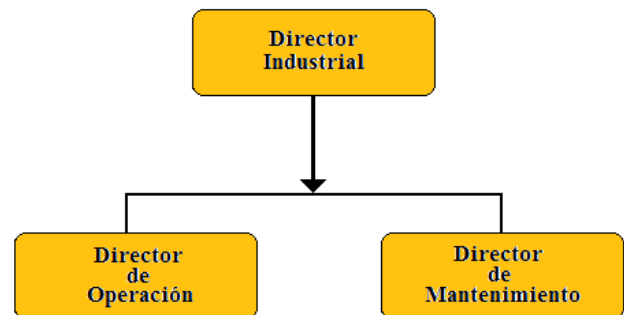 Director
Industrial
Director
de
Operación
Director
de
Mantenimiento